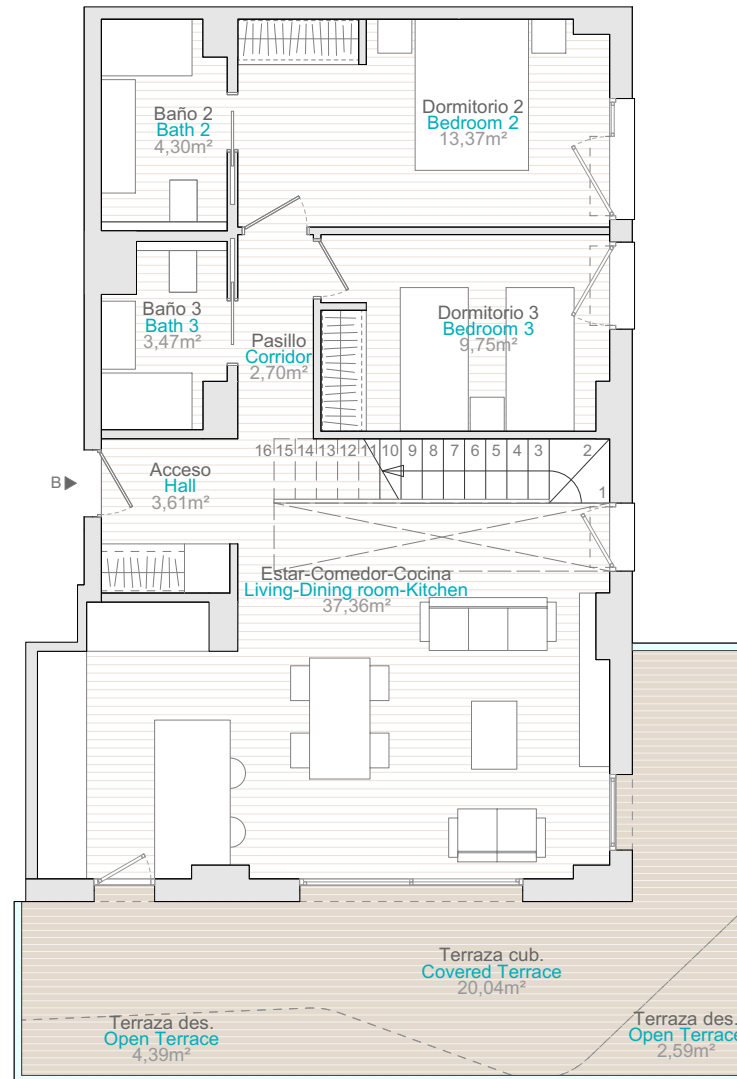 Baño 2
Bath 2
4,30m²
Dormitorio 2
Bedroom 2
13,37m²
Baño 3
Bath 3
3,47m²
Pasillo
Corridor
2,70m²
Dormitorio 3
Bedroom 3
9,75m²
16 15 14 13 12 11 10 9 8 7 6 5 4 3 2
1
B
Acceso
Hall
3,61m²
Estar-Comedor-Cocina
Living-Dining room-Kitchen
37,36m²
Terraza cub.
Covered Terrace
20,04m²
Terraza des.
Open Terrace
4,39m²
Terraza des.
Open Terrace
2,59m²